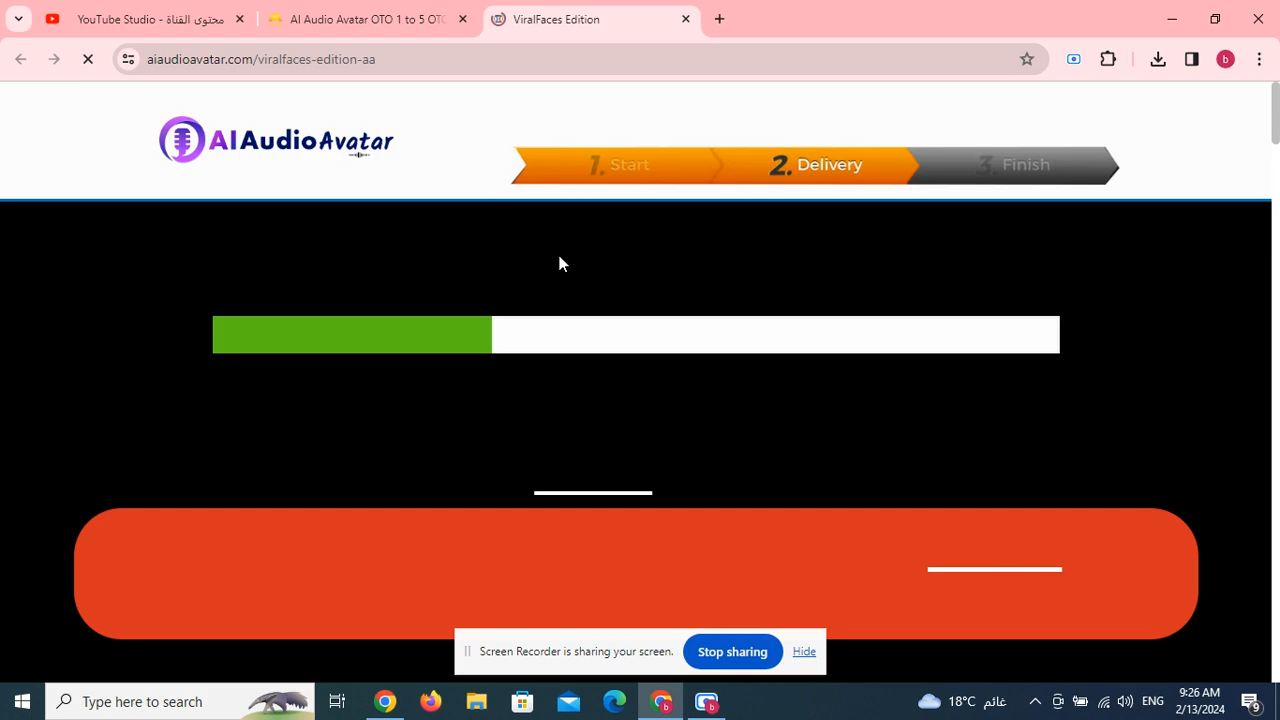 YouTube Studio - محتوى القناة
AI Audio Avatar OTO 1 to 5 OTO
ViralFaces Edition
aiaudioavatar.com/viralfaces-edition-aa
b
AIAudioAvatar
1. Start
2. Delivery
3. Finish
Screen Recorder is sharing your screen.
Stop sharing
Hide
Type here to search
b
b
18°C غائم
ENG
9:26 AM
2/13/2024
9